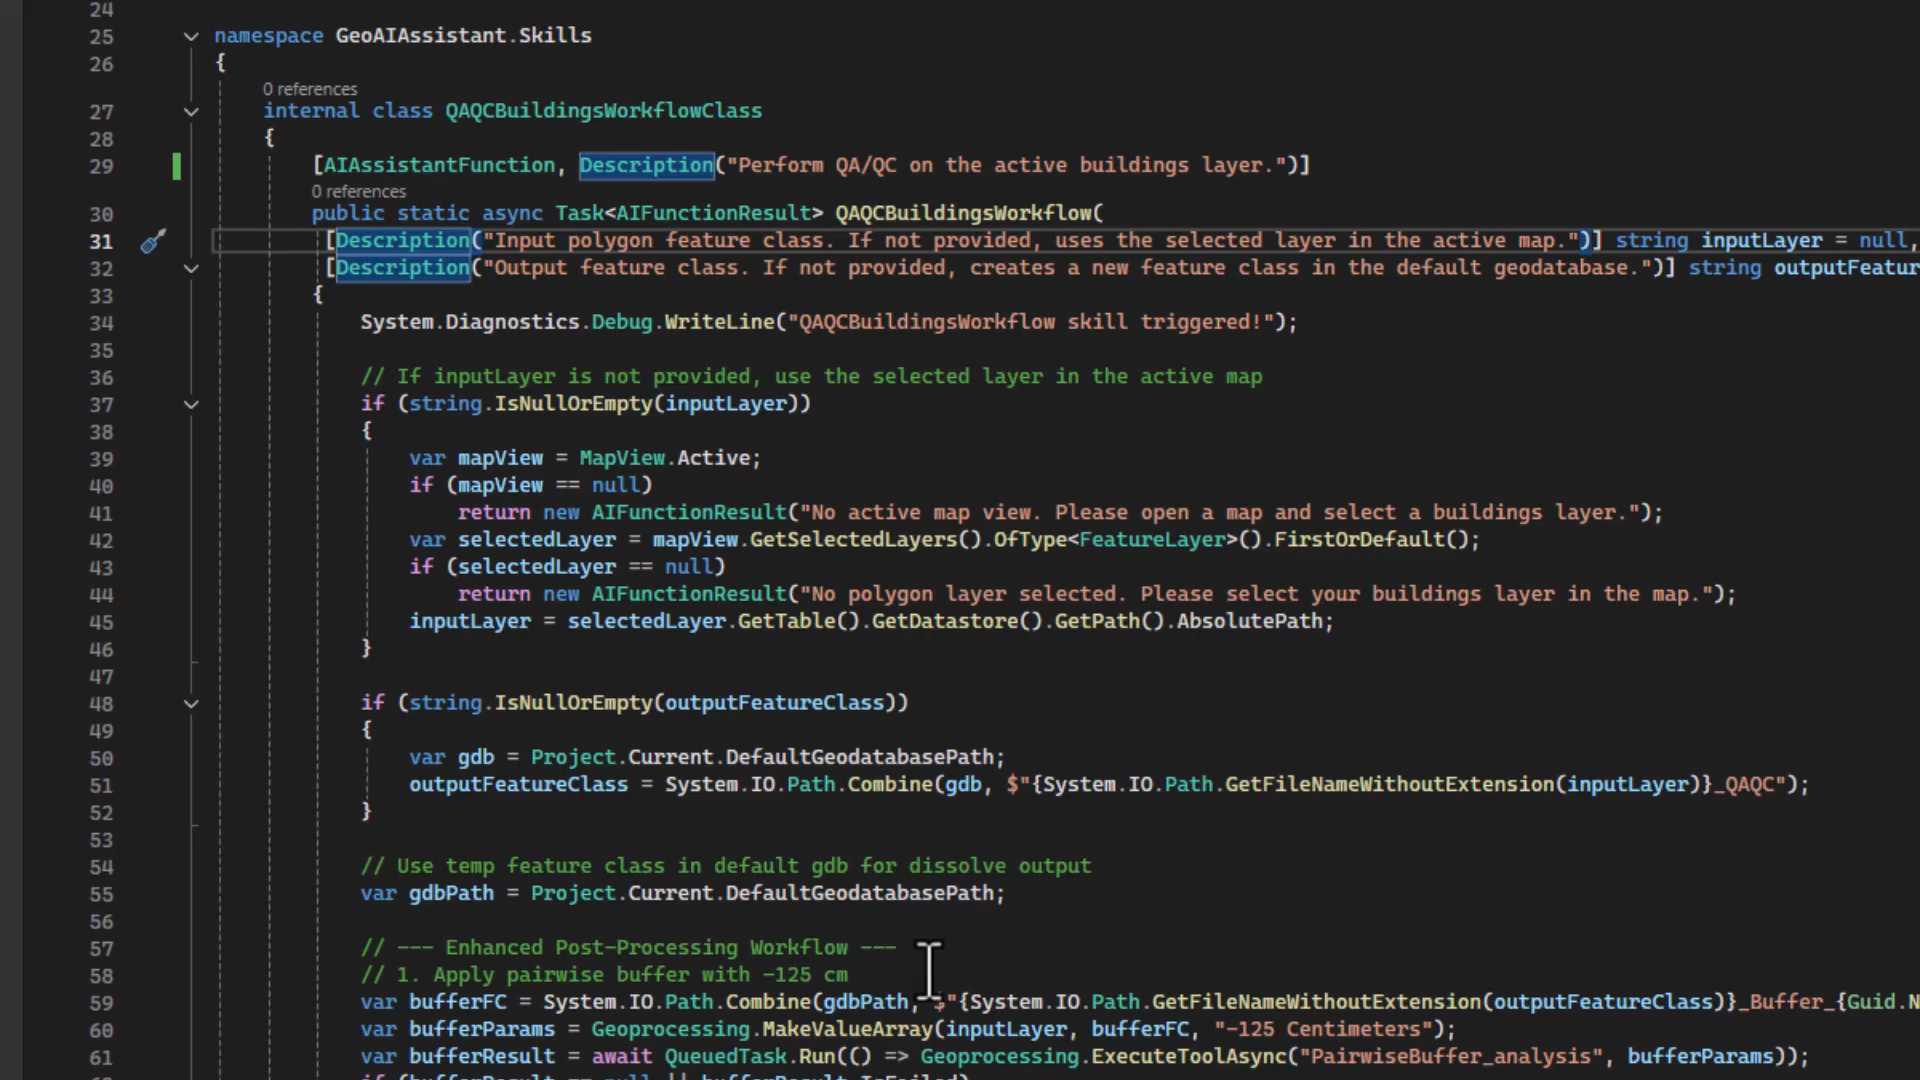 24
25 namespace GeoAIAssistant.Skills
26 {
0 references
27 internal class QAQCBuildingsWorkflowClass
28 {
29 [AIAssistantFunction, Description("Perform QA/QC on the active buildings layer.")]
0 references
30 public static async Task<AIFunctionResult> QAQCBuildingsWorkflow(
31 [Description("Input polygon feature class. If not provided, uses the selected layer in the active map.")] string inputLayer = null,
32 [Description("Output feature class. If not provided, creates a new feature class in the default geodatabase.")] string outputFeatur
33 {
34 System.Diagnostics.Debug.WriteLine("QAQCBuildingsWorkflow skill triggered!");
35
36 // If inputLayer is not provided, use the selected layer in the active map
37 if (string.IsNullOrEmpty(inputLayer))
38 {
39 var mapView = MapView.Active;
40 if (mapView == null)
41 return new AIFunctionResult("No active map view. Please open a map and select a buildings layer.");
42 var selectedLayer = mapView.GetSelectedLayers().OfType<FeatureLayer>().FirstOrDefault();
43 if (selectedLayer == null)
44 return new AIFunctionResult("No polygon layer selected. Please select your buildings layer in the map.");
45 inputLayer = selectedLayer.GetTable().GetDatastore().GetPath().AbsolutePath;
46 }
47
48 if (string.IsNullOrEmpty(outputFeatureClass))
49 {
50 var gdb = Project.Current.DefaultGeodatabasePath;
51 outputFeatureClass = System.IO.Path.Combine(gdb, $"{System.IO.Path.GetFileNameWithoutExtension(inputLayer)}_QAQC");
52 }
53
54 // Use temp feature class in default gdb for dissolve output
55 var gdbPath = Project.Current.DefaultGeodatabasePath;
56
57 // --- Enhanced Post-Processing Workflow ---
58 // 1. Apply pairwise buffer with -125 cm
59 var bufferFC = System.IO.Path.Combine(gdbPath, $"{System.IO.Path.GetFileNameWithoutExtension(outputFeatureClass)}_Buffer_{Guid.N
60 var bufferParams = Geoprocessing.MakeValueArray(inputLayer, bufferFC, "-125 Centimeters");
61 var bufferResult = await QueuedTask.Run(() => Geoprocessing.ExecuteToolAsync("PairwiseBuffer_analysis", bufferParams));